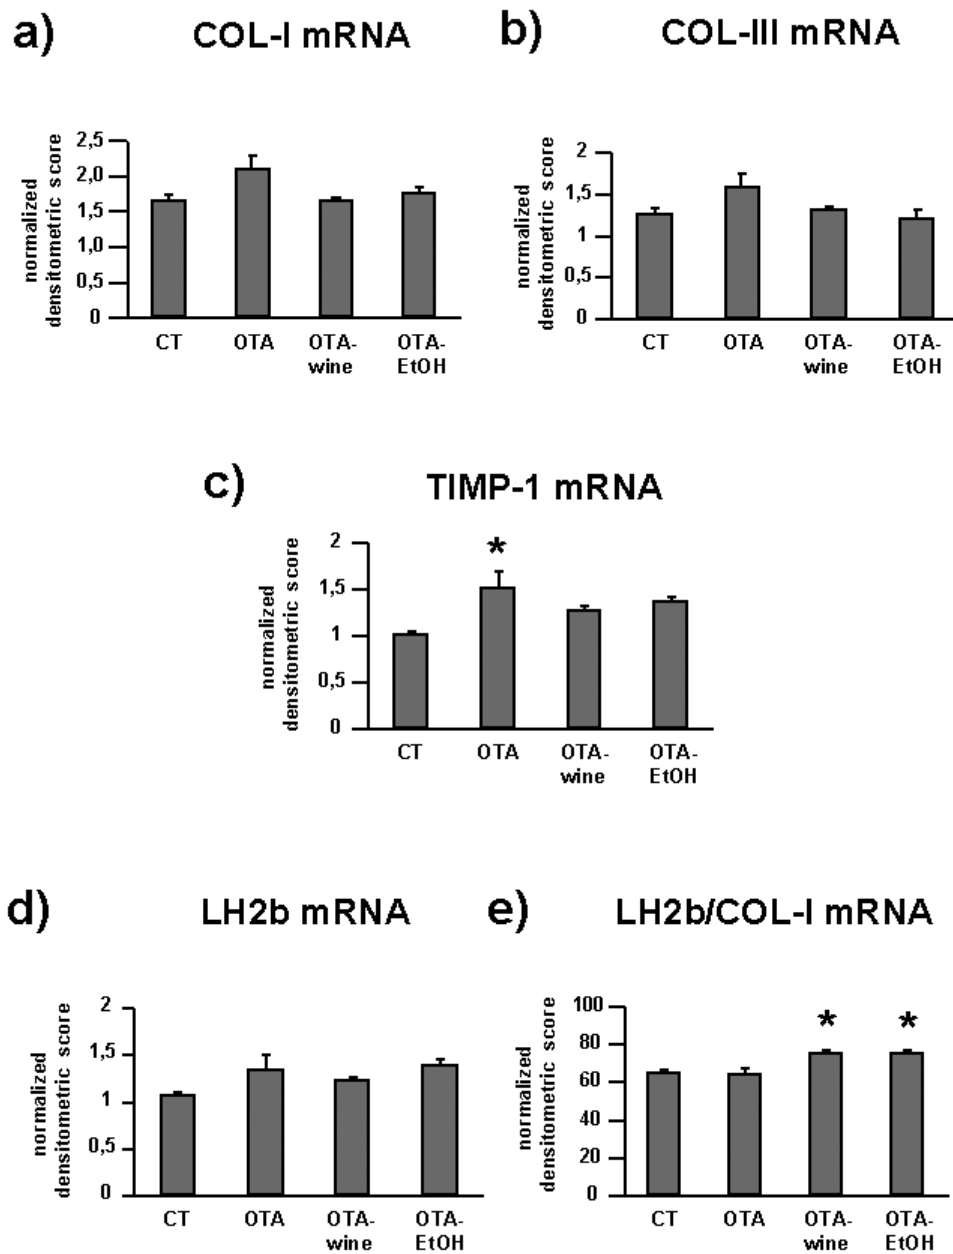 a) COL-I mRNA
normalized
densitometric score
2,5
2,0
1,5
1,0
0,5
0
CT OTA OTA-wine OTA-EtOH
b) COL-III mRNA
normalized
densitometric score
2
1,5
1
0,5
0
CT OTA OTA-wine OTA-EtOH
c) TIMP-1 mRNA
normalized
densitometric score
2
1,5
1
0,5
0
*
CT OTA OTA-wine OTA-EtOH
d) LH2b mRNA
normalized
densitometric score
2
1,5
1
0,5
0
CT OTA OTA-wine OTA-EtOH
e) LH2b/COL-I mRNA
normalized
densitometric score
100
80
60
40
20
0
* *
CT OTA OTA-wine OTA-EtOH